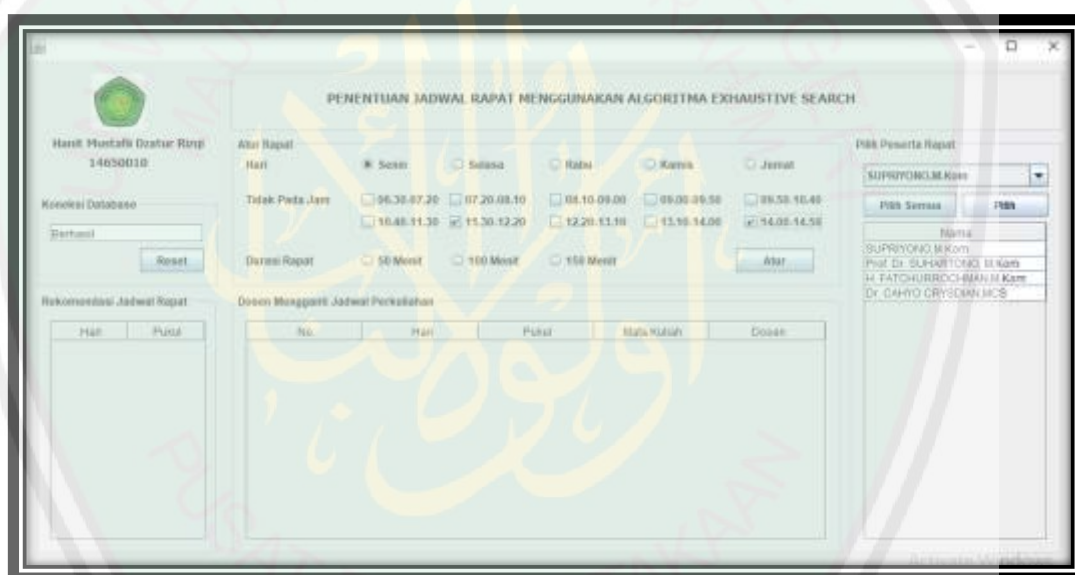 PENENTUAN JADWAL RAPAT MENGGUNAKAN ALGORITMA EXHAUSTIVE SEARCH
14650010
Koneksi Database
Berhasil
Reset
Atur Rapat
Hari Senin Selasa Rabu Kamis Jumat
Tidak Pada Jam 06.30-07.20 07.20-08.10 08.10-09.00 09.00-09.50 09.50-10.40
10.40-11.30 11.30-12.20 12.20-13.10 13.10-14.00 14.00-14.50
Durasi Rapat 50 Menit 100 Menit 150 Menit Atur
Pilih Peserta Rapat
SUPRIYONO,M.Kom
Pilih Semua Pilih
Nama
SUPRIYONO,M.Kom
Prof. Dr. SUHARTONO, M.Kom
H. FATCHURROCHMAN,M.Kom
Dr. CAHYO CRYSDIAN,MCS
Rekomendasi Jadwal Rapat
Hari Pukul
Dosen Mengganti Jadwal Perkuliahan
No. Hari Pukul Mata Kuliah Dosen
Activate Windows